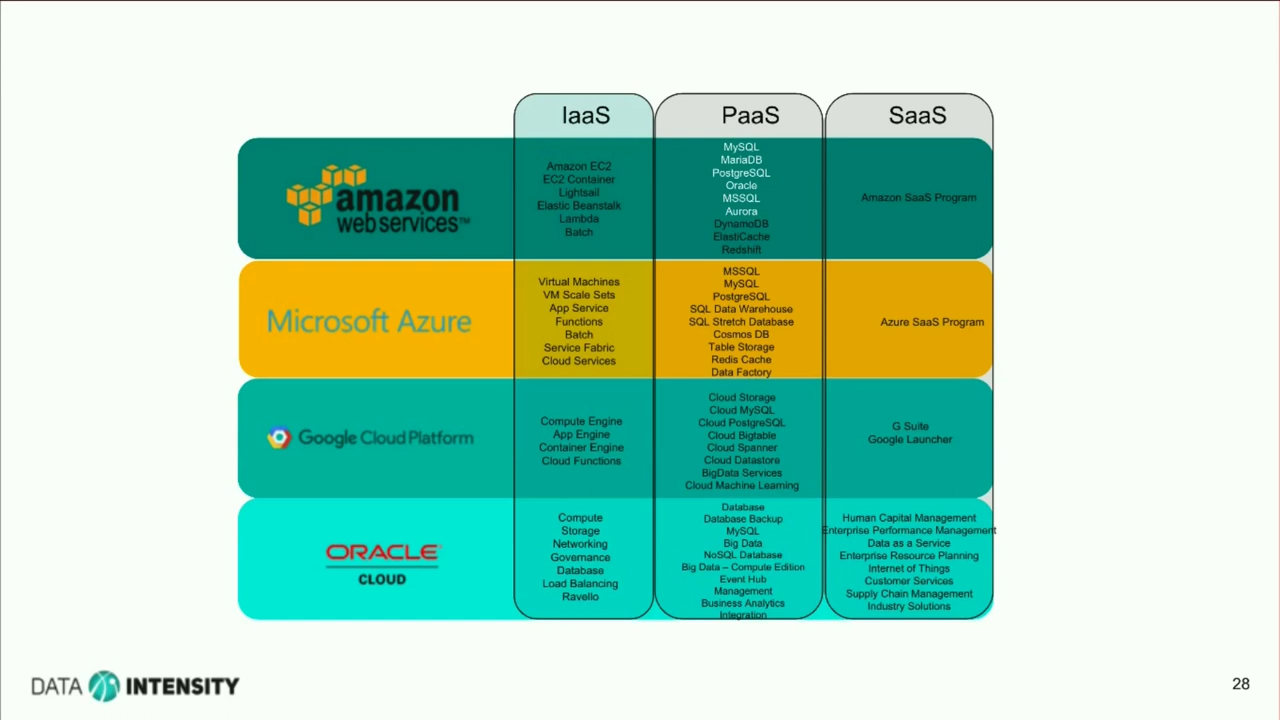 IaaS
PaaS
SaaS
amazon
webservices™
Amazon EC2
EC2 Container
Lightsail
Elastic Beanstalk
Lambda
Batch
MySQL
MariaDB
PostgreSQL
Oracle
MSSQL
Aurora
DynamoDB
ElastiCache
Redshift
Amazon SaaS Program
Microsoft Azure
Virtual Machines
VM Scale Sets
App Service
Functions
Batch
Service Fabric
Cloud Services
MSSQL
MySQL
PostgreSQL
SQL Data Warehouse
SQL Stretch Database
Cosmos DB
Table Storage
Redis Cache
Data Factory
Azure SaaS Program
Google Cloud Platform
Compute Engine
App Engine
Container Engine
Cloud Functions
Cloud Storage
Cloud MySQL
Cloud PostgreSQL
Cloud Bigtable
Cloud Spanner
Cloud Datastore
BigData Services
Cloud Machine Learning
G Suite
Google Launcher
ORACLE
CLOUD
Compute
Storage
Networking
Governance
Database
Load Balancing
Ravello
Database
Database Backup
MySQL
Big Data
NoSQL Database
Big Data – Compute Edition
Event Hub
Management
Business Analytics
Integration
Human Capital Management
Enterprise Performance Management
Data as a Service
Enterprise Resource Planning
Internet of Things
Customer Services
Supply Chain Management
Industry Solutions
DATA INTENSITY
28